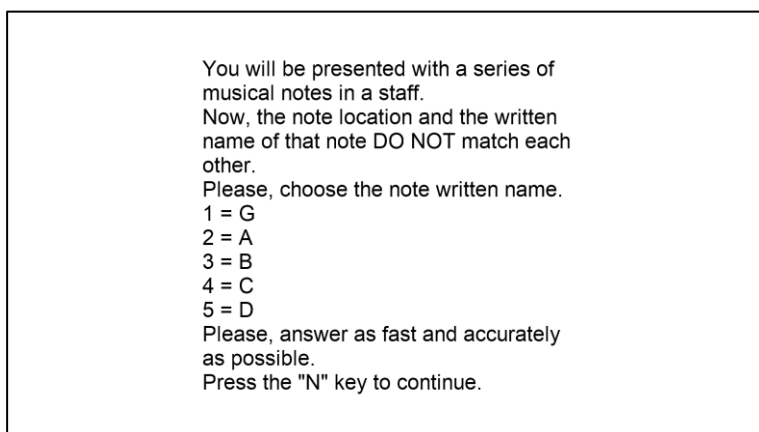 You will be presented with a series of
musical notes in a staff.
Now, the note location and the written
name of that note DO NOT match each
other.
Please, choose the note written name.
1 = G
2 = A
3 = B
4 = C
5 = D
Please, answer as fast and accurately
as possible.
Press the "N" key to continue.